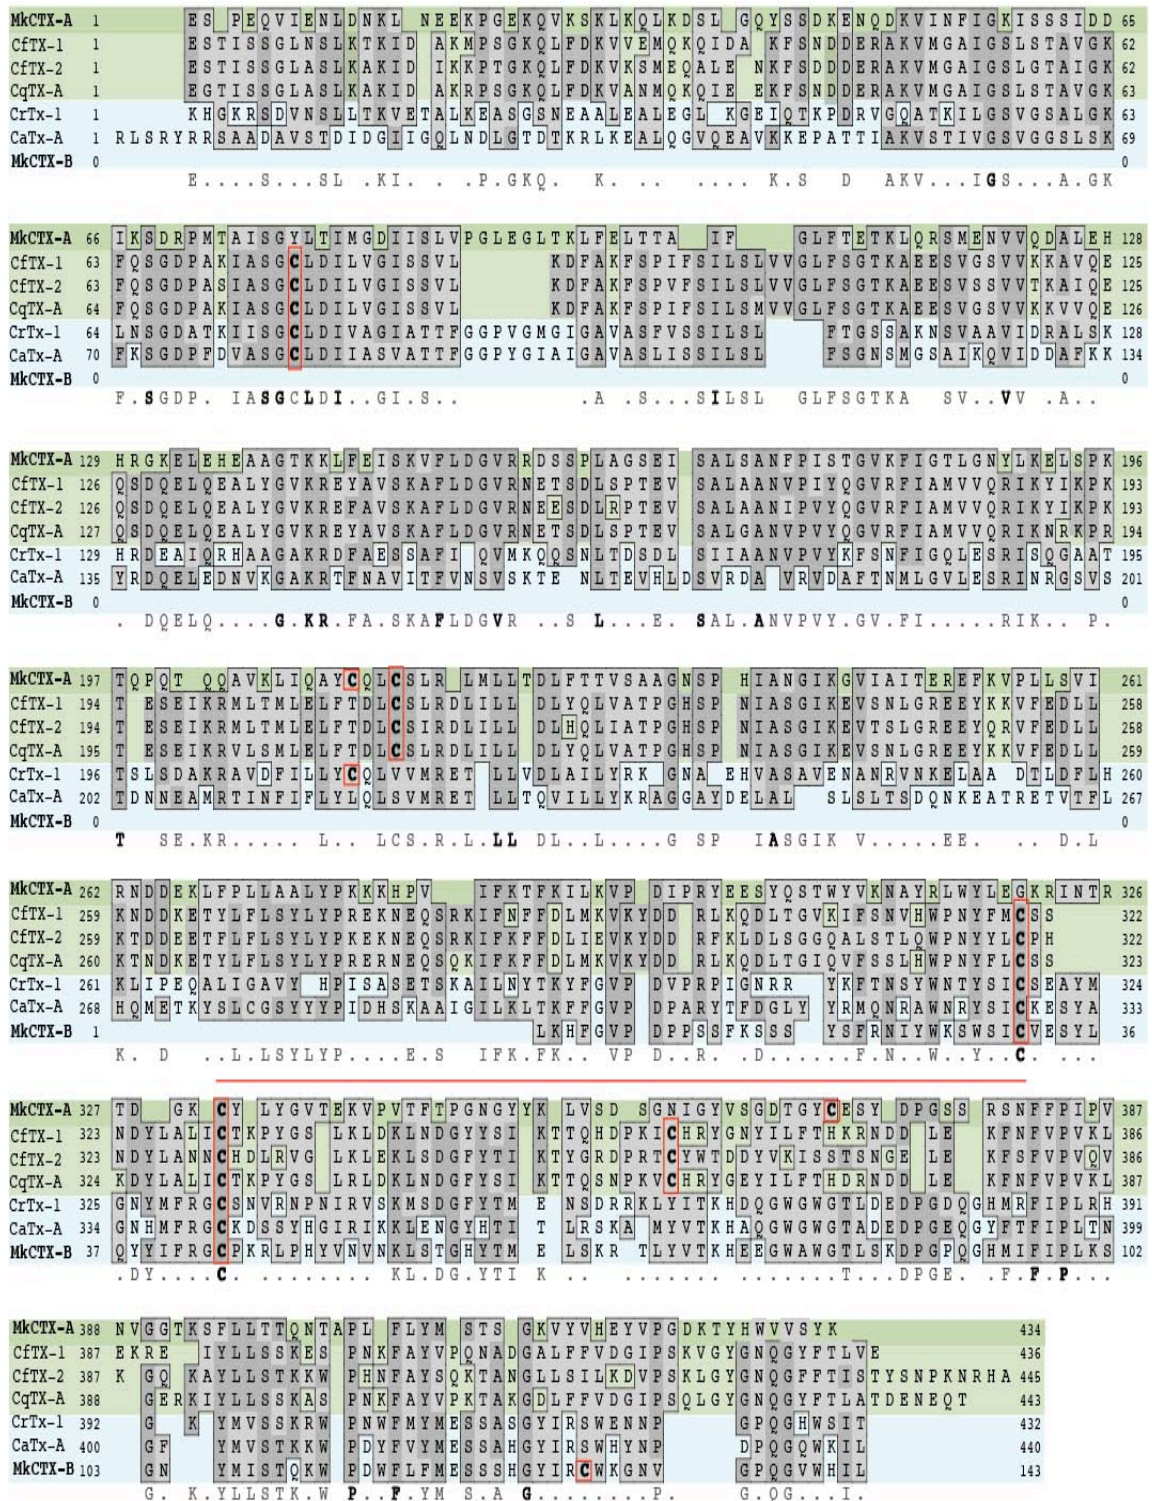 MkCTX-A 1 ES PEQVIENLDNKL NEEKPGEKQVKSKLKQLKDSL GQYSSDKENQDKVINFIGKISSSIDD 65
CfTX-1 1 ESTISSGLNSLKTKID AKMPSGKQLFDKVVEMQKQIDA KFSNDDERAKVMGAIGSLSTAVGK 62
CfTX-2 1 ESTISSGLASLKAKID IKKPTGKQLFDKVKSMEQALE NKFSDDDERAKVMGAIGSLGTAIGK 62
CqTX-A 1 EGTISSGLASLKAKID AKRPSGKQLFDKVANMQKQIE EKFSNDDERAKVMGAIGSLSTAVGK 63
CrTx-1 1 KHGKRSDVNSLLTKVETALKEASGSNEAALEALEGL KGEIQTKPDRVGQATKILGSVGSALGK 63
CaTx-A 1 RLSRYRRSAADAVSTDIDGIIGQLNDLGTDTKRLKEALQGVQEAVKKEPATTIAKVSTIVGSVGGSLSK 69
MkCTX-B 0 0
E....S...SL .KI. .P.GKQ. K. .. .... K.S D AKV...IGS...A.GK
MkCTX-A 66 IKSDRPMTAISGYLTIMGDIISLVPGLEGLTKLFELTTA IF GLFTETKLQRSMENVVQDALEH 128
CfTX-1 63 FQSGDPAKIASGCLDILVGISSVL KDFAKFSPIFSILSLVVGLFSGTKAEESVGSVVKKAVQE 125
CfTX-2 63 FQSGDPASIASGCLDILVGISSVL KDFAKFSPVFSILSLVVGLFSGTKAEESVSSVVTKAIQE 125
CqTX-A 64 FQSGDPAKIASGCLDILVGISSVL KDFAKFSPIFSILSMVVGLFSGTKAEESVGSVVKKVVQE 126
CrTx-1 64 LNSGDATKIISGCLDIVAGIATTFGGPVGMGIGAVASFVSSILSL FTGSSAKNSVAAVIDRALSK 128
CaTx-A 70 FKSGDPFDVASGCLDIIASVATTFGGPYGIAIGAVASLISSILSL FSGNSMGSAIKQVIDDAFKK 134
MkCTX-B 0 0
F.SGDP. IASGCLDI..GI.S.. .A .S...SILSL GLFSGTKA SV..VV .A..
MkCTX-A 129 HRGKELEHEAAGTKKLFEISKVFLDGVRRDSSPLAGSEI SALSANFPISTGVKFIGTLGNYLKELSPK 196
CfTX-1 126 QSDQELQEALYGVKREYAVSKAFLDGVRNETSDLSPTEV SALAANVPIYQGVRFIAMVVQRIKYIKPK 193
CfTX-2 126 QSDQELQEALYGVKREFAVSKAFLDGVRNEESDLRPTEV SALAANIPVYQGVRFIAMVVQRIKYIKPK 193
CqTX-A 127 QSDQELQEALYGVKREYAVSKAFLDGVRNETSDLSPTEV SALGANVPVYQGVRFIAMVVQRIKNRKPR 194
CrTx-1 129 HRDEAIQRHAAGAKRDFAESSAFI QVMKQQSNLTDSDL SIIAANVPVYKFSNFIGQLESRISQGAAT 195
CaTx-A 135 YRDQELEDNVKGAKRTFNAVITFVNSVSKTE NLTEVHLDSVRDA VRVDAFTNMLGVLESRINRGSVS 201
MkCTX-B 0 0
. DQELQ....G.KR.FA.SKAFLDGVR ..S L...E. SAL.ANVPVY.GV.FI.....RIK.. P.
MkCTX-A 197 TQPQT QQAVKLIQAYCQLCSLR LMLLTDLFTTVSAAGNSP HIANGIKGVIAITEREFKVPLLSVI 261
CfTX-1 194 T ESEIKRMLTMLELFTDLCSLRDLILL DLYQLVATPGHSP NIASGIKEVSNLGREEYKKVFEDLL 258
CfTX-2 194 T ESEIKRMLTMLELFTDLCSLRDLILL DLHQLVATPGHSP NIASGIKEVTSLGREEYQRVFEDLL 258
CqTX-A 195 T ESEIKRVLSMLELFTDLCSLRDLILL DLYQLVATPGHSP NIASGIKEVSNLGREEYKKVFEDLL 259
CrTx-1 196 TSLSDAKRAVDFILLYCQLVVMRET LLVDLAILYRK GNA EHVASAVENANRVNKELAA DTLDFLH 260
CaTx-A 202 TDNNEAMRTINFIFLYLQLSVMRET LLTQVILLYKRAGGAYDELAL SLSLTSDQNKEATRETVTFL 267
MkCTX-B 0 0
T SE.KR..... L.. LCS.R.L.LL DL..L...G SP IASGIK V.....EE. ..D.L
MkCTX-A 262 RNDDEKLFPLLAALYPKKKHPV IFKTFKILKVP DIPRYEESYQSTWYVKNAYRLWYLEGKRINTR 326
CfTX-1 259 KNDDKETYLFLSYLYPREKNEQSRKIFNFFDLMKVKYDD RLKQDLTGVKIFSNVHWPNYFMCSS 322
CfTX-2 259 KTDDEETFLFLSYLYPKEKNEQSRKIFKFFDLIEVKYDD RFKLDLSGGQALSTLQWPNYYLCPH 322
CqTX-A 260 KTNDKETYLFLSYLYPRERNEQSQKIFKFFDLMKVKYDD RLKQDLTGIQVFSSLHWPNYFLCSS 323
CrTx-1 261 KLIPEQALIGAVY HPISASETSKAILNYTKYFGVP DVPRPIGNRR YKFTNSYWNTYSICSEAYM 324
CaTx-A 268 HQMETKYSLCGSYYYPIDHSKAAIGILKLTKFFGVP DPARYTFDGLY YRMQNRAWNRYSICKESYA 333
MkCTX-B 1 LKHFGVP DPPSSFKSSS YSFRNIYWKSWSICVESYL 36
K. D ..L.LSYLYP....E.S IFK.FK.. VP D..R. .D.......F.N..W..Y..C. ...
MkCTX-A 327 TD GKCY LYGVTEKVPVTFTPGNGYYK LVSD SGNIGYVSGDTGYCESY DPGSS RSNFFPIPV 387
CfTX-1 323 NDYLALICTKPYGS LKLDKLNDGYYSI KTTQHDPKICHRYGNYILFTHKRNDD LE KFNFVPVKL 386
CfTX-2 323 NDYLANNCHDLRVG LKLEKLSDGFYTI KTYGRDPRTCYWTDDYVKISSTSNGE LE KFSFVPVQV 386
CqTX-A 324 KDYLALICTKPYGS LRLDKLNDGFYSI KTTQSNPKVCHRYGEYILFTHDRNDD LE KFNFVPVKL 387
CrTx-1 325 GNYMFRGCSNVRNPNIRVSKMSDGFYTM E NSDRRKLYITKHDQGWGWGTLDEDPGDQGHMRFIPLRH 391
CaTx-A 334 GNHMFRGCKDSSYHGIRIKKLENGYHTI T LRSKA MYVTKHAQGWGWGTADEDPGEQGYFTFIPLTN 399
MkCTX-B 37 QYYIFRGCPKRLPHYVNVNKLSTGHYTM E LSKR TLYVTKHEEGWAWGTLSKDPGPQGHMIFIPLKS 102
.DY....C.......... KL.DG.YTI K .. .......... T...DPGE. .F.F.P...
MkCTX-A 388 NVGGTKSFLLTTQNTAPL FLYM STS GKVYVHEYVPGDKTYHWVVSYK 434
CfTX-1 387 EKRE IYLLSSKES PNKFAYVPQNADGALFFVDGIPSKVGYGNQGYFTLVE 436
CfTX-2 387 K GQ KAYLLSTKKW PHNFAYSQKTANGLLSILKDVPSKLGYGNQGFFTISTYSNPKNRHA 445
CqTX-A 388 GERKIYLLSSKAS PNKFAYVPKTAKGDLFFVDGIPSQLGYGNQGYFTLATDENEQT 443
CrTx-1 392 G K YMVSSKRW PNWFMYMESSASGYIRSWENNP GPQGHWSIT 432
CaTx-A 400 GF YMVSTKKW PDYFVYMESSAHGYIRSWHYNP DPQGQWKIL 440
MkCTX-B 103 GN YMISTQKW PDWFLFMESSSHGYIRCWKGNV GPQGVWHIL 143
G. K.YLLSTK.W P..F.YM S.A G........P. G.QG...I.